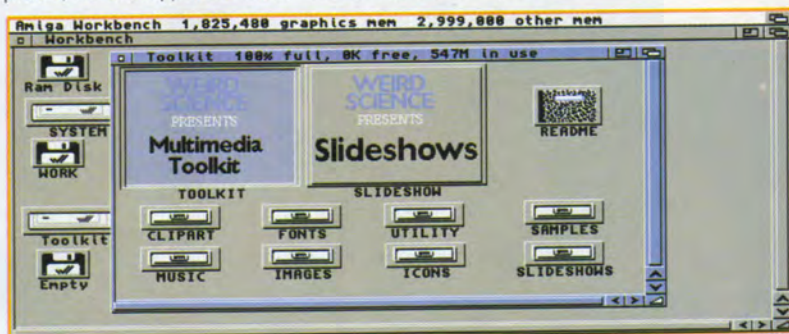 Amiga Workbench 1,825,480 graphics mem 2,999,888 other mem
Workbench
Toolkit 100% full, 0K free, 547M in use
Ram Disk
SYSTEM
WORK
Toolkit
Empty
WEIRD
SCIENCE
PRESENTS
Multimedia
Toolkit
TOOLKIT
WEIRD
SCIENCE
PRESENTS
Slideshows
SLIDESHOW
README
CLIPART FONTS UTILITY SAMPLES
MUSIC IMAGES ICONS SLIDESHOWS